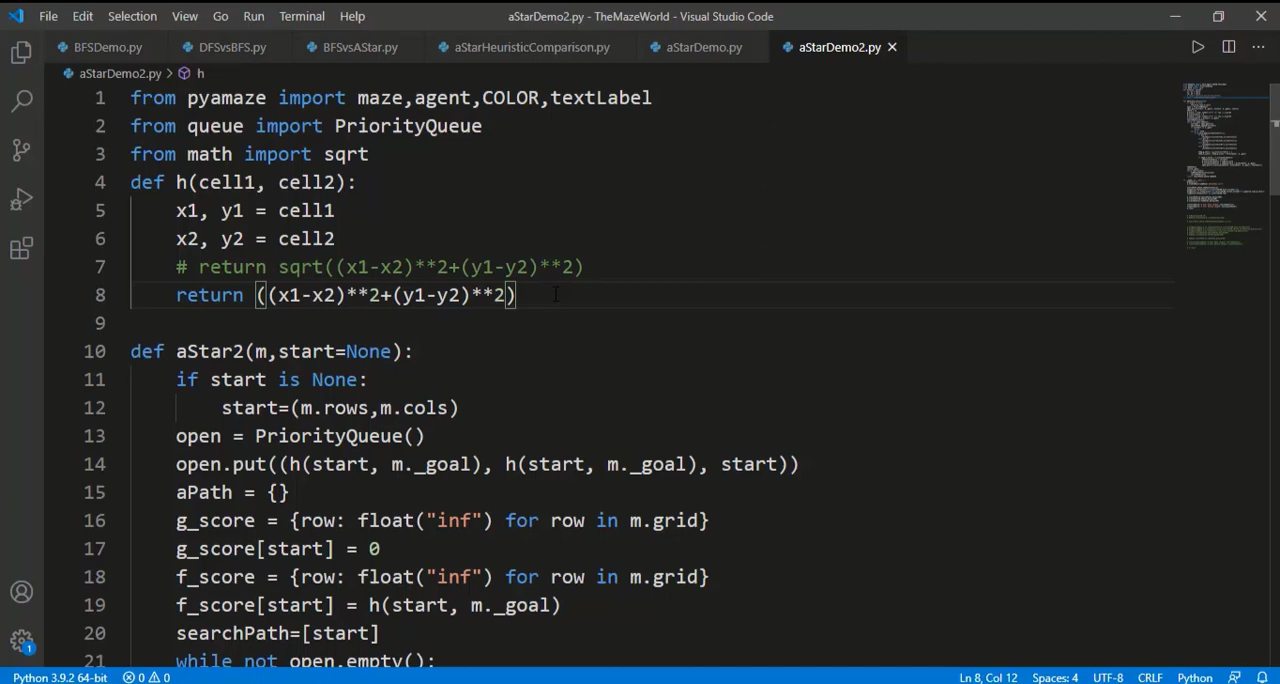 File Edit Selection View Go Run Terminal Help aStarDemo2.py - TheMazeWorld - Visual Studio Code
BFSDemo.py DFSvsBFS.py BFSvsAStar.py aStarHeuristicComparison.py aStarDemo.py aStarDemo2.py
aStarDemo2.py > h
1 from pyamaze import maze,agent,COLOR,textLabel
2 from queue import PriorityQueue
3 from math import sqrt
4 def h(cell1, cell2):
5     x1, y1 = cell1
6     x2, y2 = cell2
7     # return sqrt((x1-x2)**2+(y1-y2)**2)
8     return ((x1-x2)**2+(y1-y2)**2)
9
10 def aStar2(m,start=None):
11     if start is None:
12         start=(m.rows,m.cols)
13     open = PriorityQueue()
14     open.put((h(start, m._goal), h(start, m._goal), start))
15     aPath = {}
16     g_score = {row: float("inf") for row in m.grid}
17     g_score[start] = 0
18     f_score = {row: float("inf") for row in m.grid}
19     f_score[start] = h(start, m._goal)
20     searchPath=[start]
21     while not open.empty():
1
Python 3.9.2 64-bit 0 0 Ln 8, Col 12 Spaces: 4 UTF-8 CRLF Python